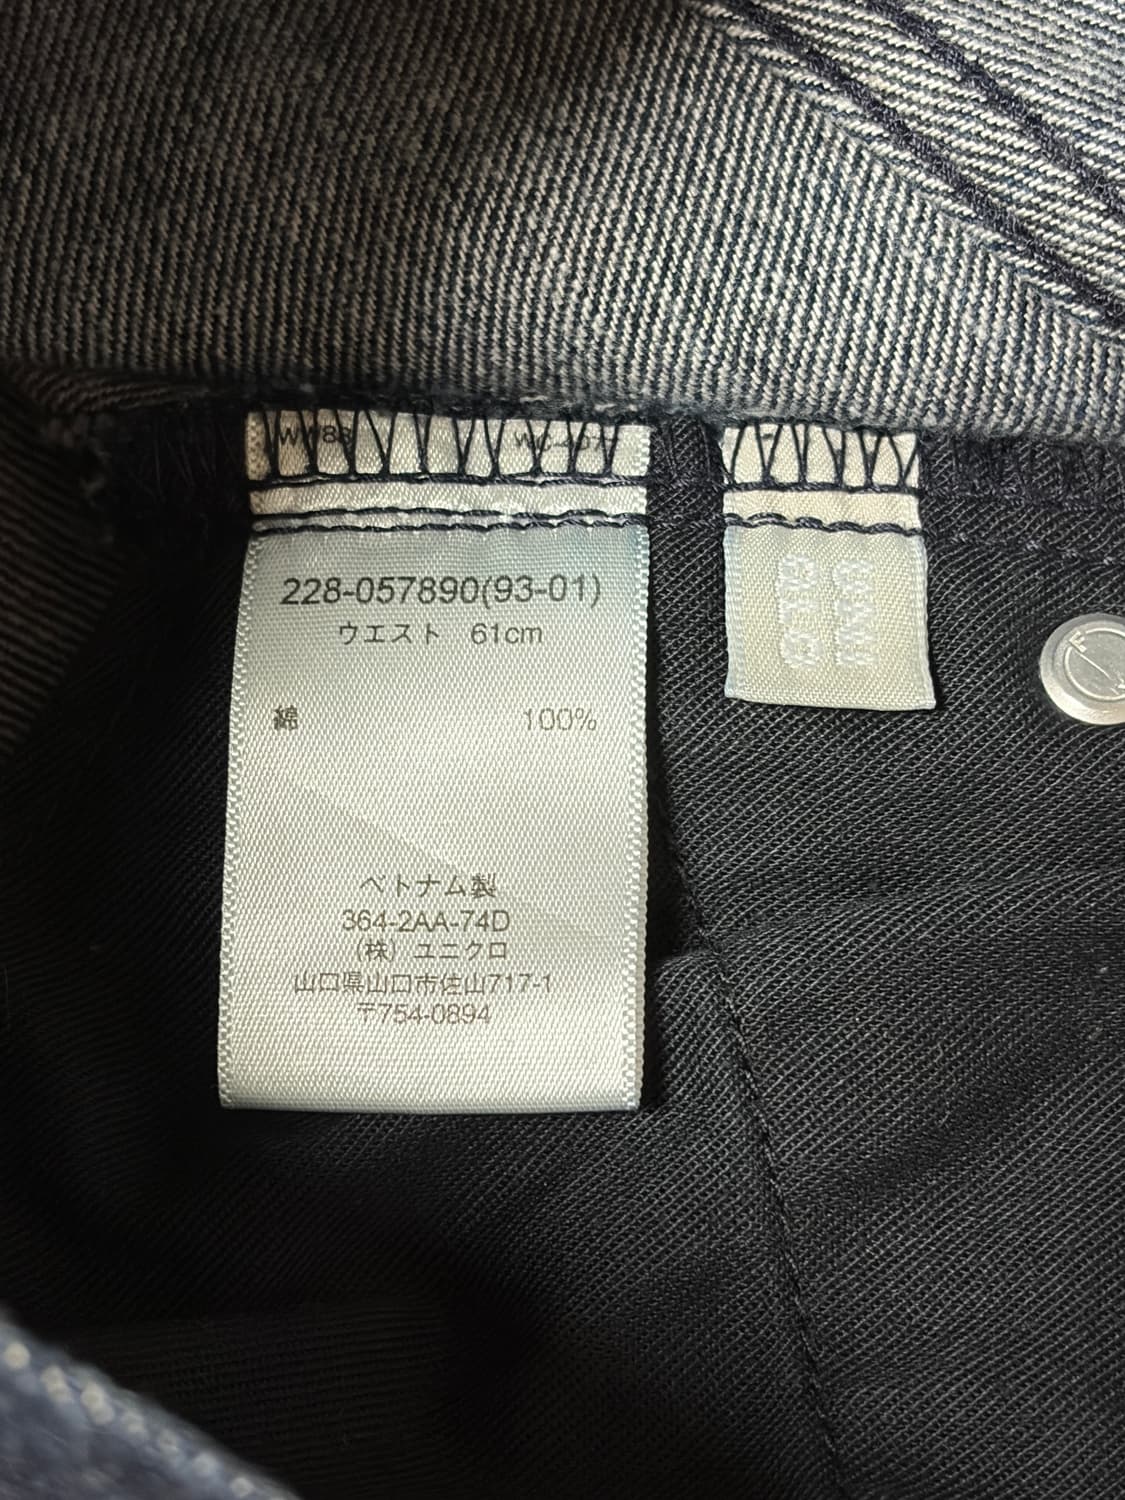 228-057890(93-01)
ウエスト 61cm
綿 100%
ベトナム製
364-2AA-74D
(株) ユニクロ
山口県山口市佐山717-1
〒754-0894